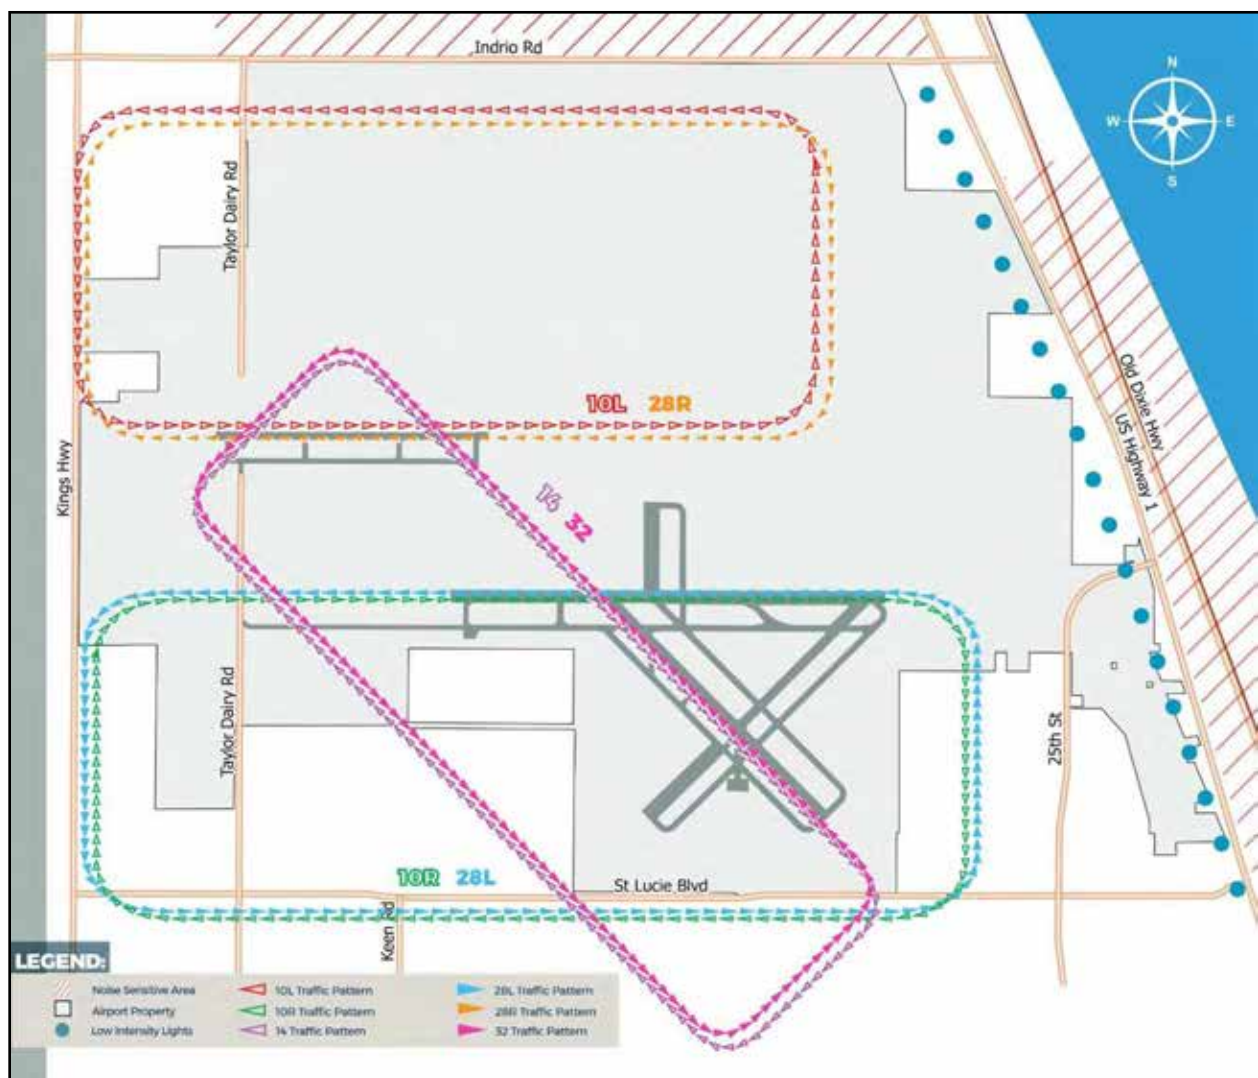 Indrio Rd
N
W
E
S
Taylor Dairy Rd
10L 28R
Old Dixie Hwy
US Highway 1
Kings Hwy
14 32
Taylor Dairy Rd
25th St
10R 28L
St Lucie Blvd
Keen Rd
LEGEND:
Noise Sensitive Area
10L Traffic Pattern
28L Traffic Pattern
Airport Property
10R Traffic Pattern
28R Traffic Pattern
Low Intensity Lights
14 Traffic Pattern
32 Traffic Pattern